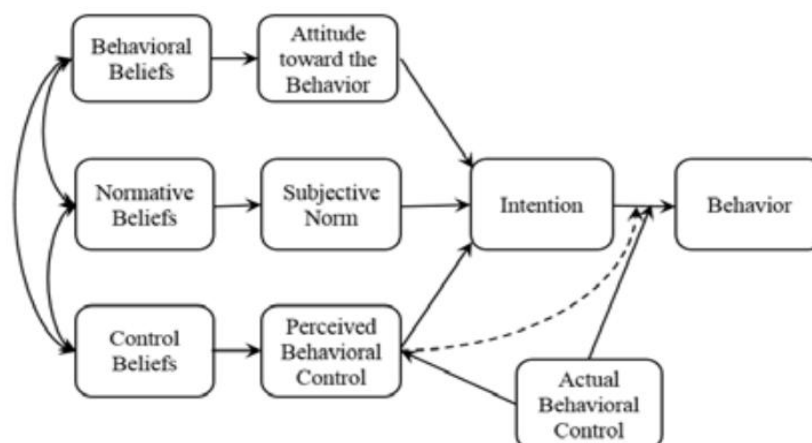 Behavioral
Beliefs
Attitude
toward the
Behavior
Normative
Beliefs
Subjective
Norm
Intention
Behavior
Control
Beliefs
Perceived
Behavioral
Control
Actual
Behavioral
Control